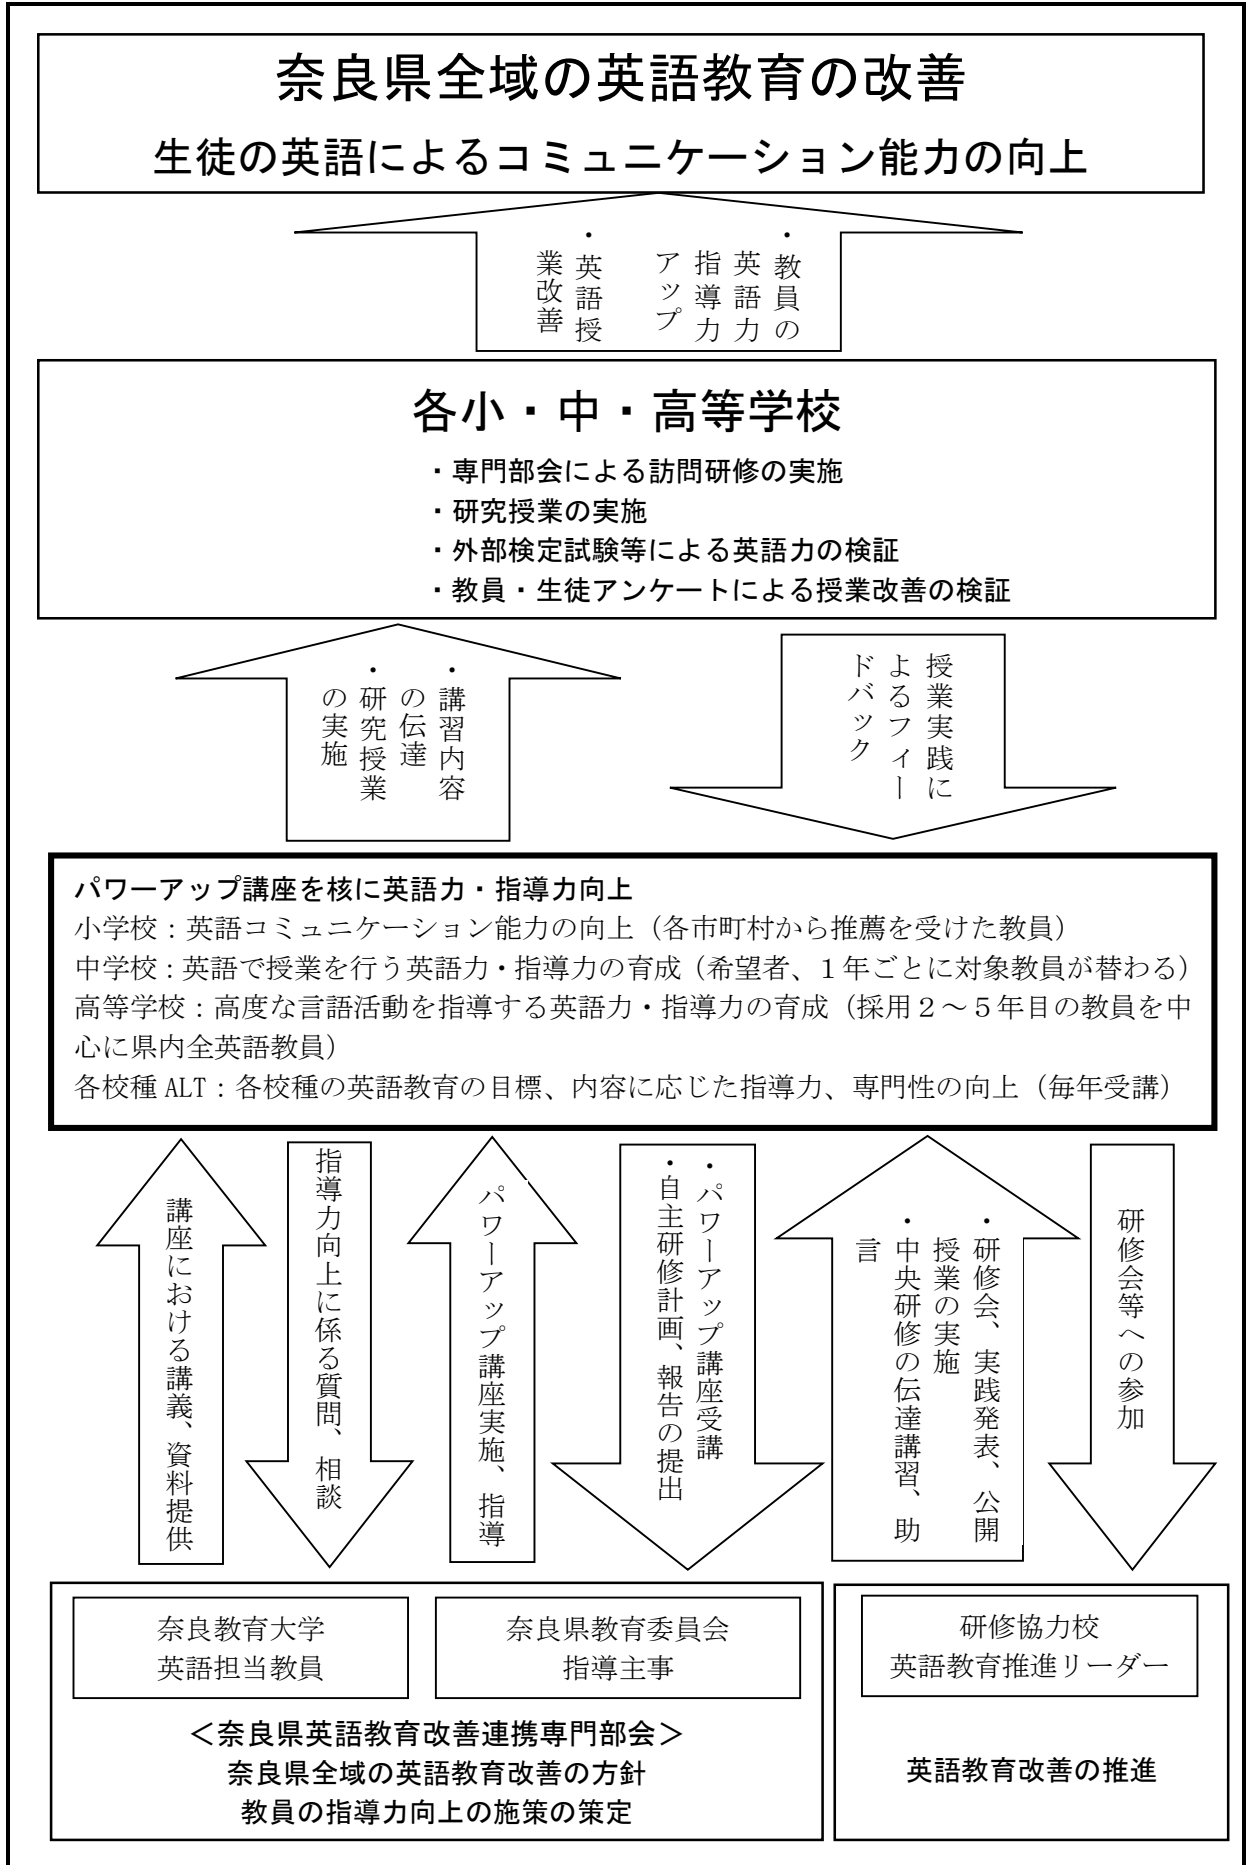 奈良県全域の英語教育の改善
生徒の英語によるコミュニケーション能力の向上
・教員の
英語力
指導力
アップ
・英語授
業改善
各小・中・高等学校
・専門部会による訪問研修の実施
・研究授業の実施
・外部検定試験等による英語力の検証
・教員・生徒アンケートによる授業改善の検証
・講習内容
の伝達
・研究授業
の実施
授業実践に
よるフィー
ドバック
パワーアップ講座を核に英語力・指導力向上
小学校：英語コミュニケーション能力の向上（各市町村から推薦を受けた教員）
中学校：英語で授業を行う英語力・指導力の育成（希望者、１年ごとに対象教員が替わる）
高等学校：高度な言語活動を指導する英語力・指導力の育成（採用２～５年目の教員を中
心に県内全英語教員）
各校種 ALT：各校種の英語教育の目標、内容に応じた指導力、専門性の向上（毎年受講）
講座における講義、資料提供
指導力向上に係る質問、相談
パワーアップ講座実施、指導
・パワーアップ講座受講
・自主研修計画、報告の提出
・研修会、実践発表、公開
授業の実施
・中央研修の伝達講習、助
言
研修会等への参加
奈良教育大学
英語担当教員
奈良県教育委員会
指導主事
＜奈良県英語教育改善連携専門部会＞
奈良県全域の英語教育改善の方針
教員の指導力向上の施策の策定
研修協力校
英語教育推進リーダー
英語教育改善の推進